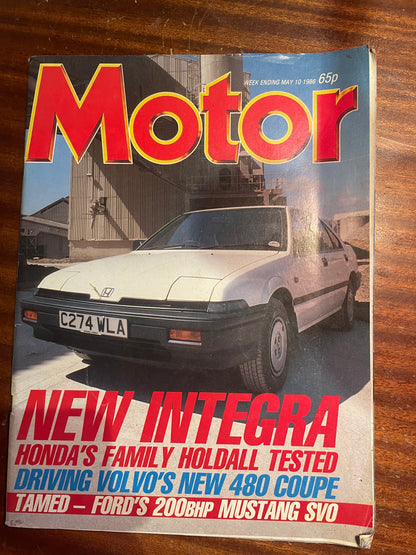 WEEK ENDING MAY 10 1986 65p
Motor
C274 WLA
NEW INTEGRA
HONDA'S FAMILY HOLDALL TESTED
DRIVING VOLVO'S NEW 480 COUPE
TAMED – FORD'S 200BHP MUSTANG SVO